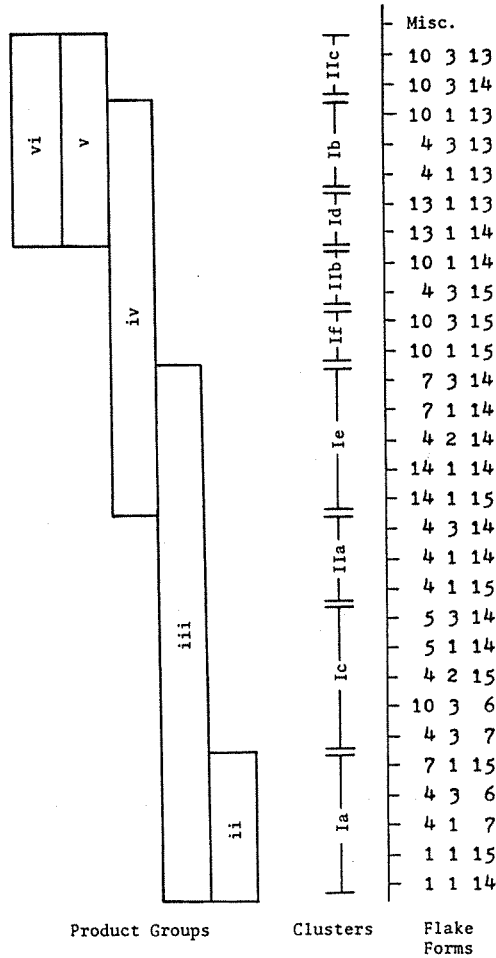 Misc.
10 3 13
10 3 14
10 1 13
4 3 13
4 1 13
13 1 13
13 1 14
10 1 14
4 3 15
10 3 15
10 1 15
7 3 14
7 1 14
4 2 14
14 1 14
14 1 15
4 3 14
4 1 14
4 1 15
5 3 14
5 1 14
4 2 15
10 3 6
4 3 7
7 1 15
4 3 6
4 1 7
1 1 15
1 1 14
IIc
Ib
Id
IIb
If
Ie
IIa
Ic
Ia
vi
v
iv
iii
ii
Product Groups
Clusters
Flake
Forms